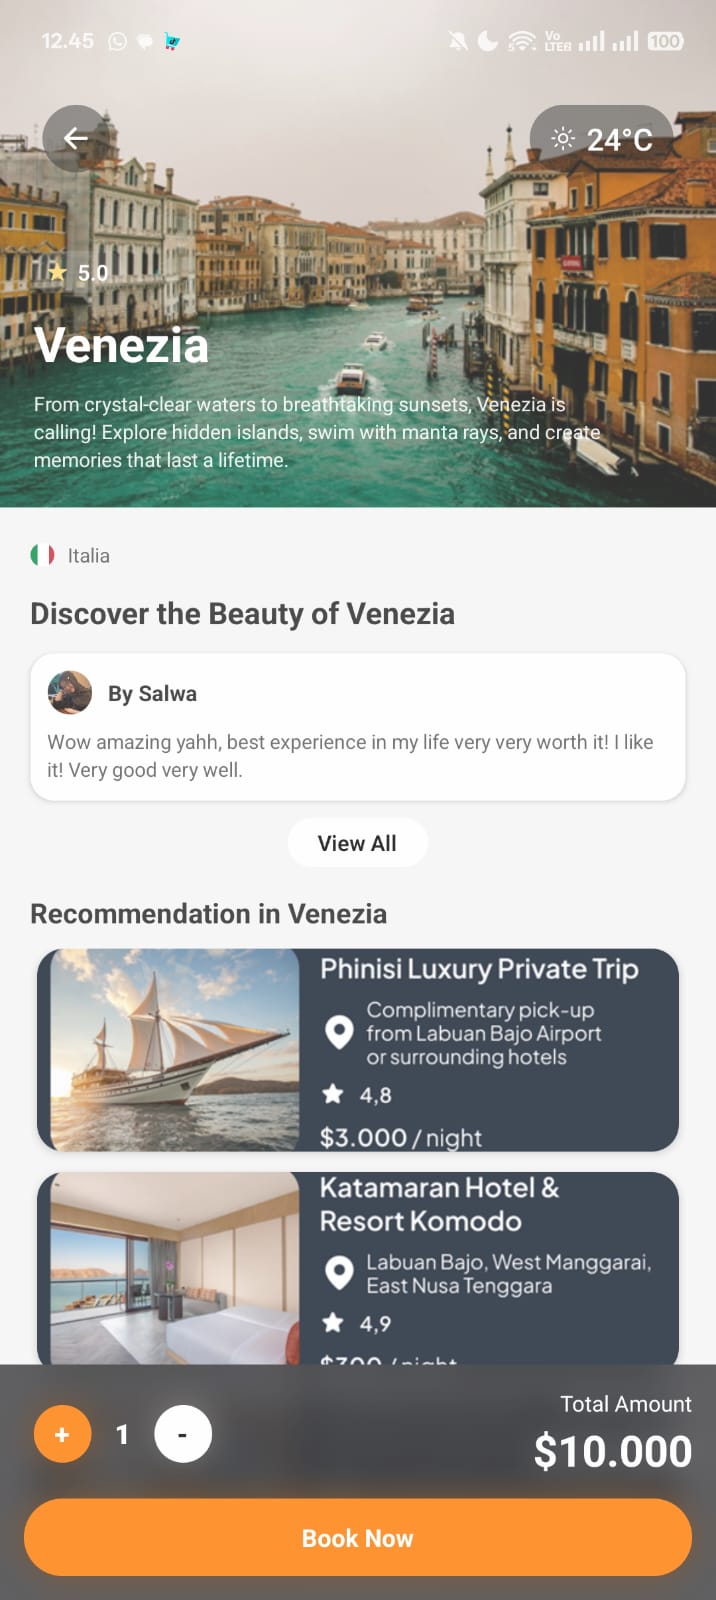 12.45
Vo
LTE2
100
24°C
5.0
Venezia
From crystal-clear waters to breathtaking sunsets, Venezia is
calling! Explore hidden islands, swim with manta rays, and create
memories that last a lifetime.
Italia
Discover the Beauty of Venezia
By Salwa
Wow amazing yahh, best experience in my life very very worth it! I like
it! Very good very well.
View All
Recommendation in Venezia
Phinisi Luxury Private Trip
Complimentary pick-up
from Labuan Bajo Airport
or surrounding hotels
4,8
$3.000 / night
Katamaran Hotel &
Resort Komodo
Labuan Bajo, West Manggarai,
East Nusa Tenggara
4,9
$700 / night
Total Amount
+ 1 -
$10.000
Book Now